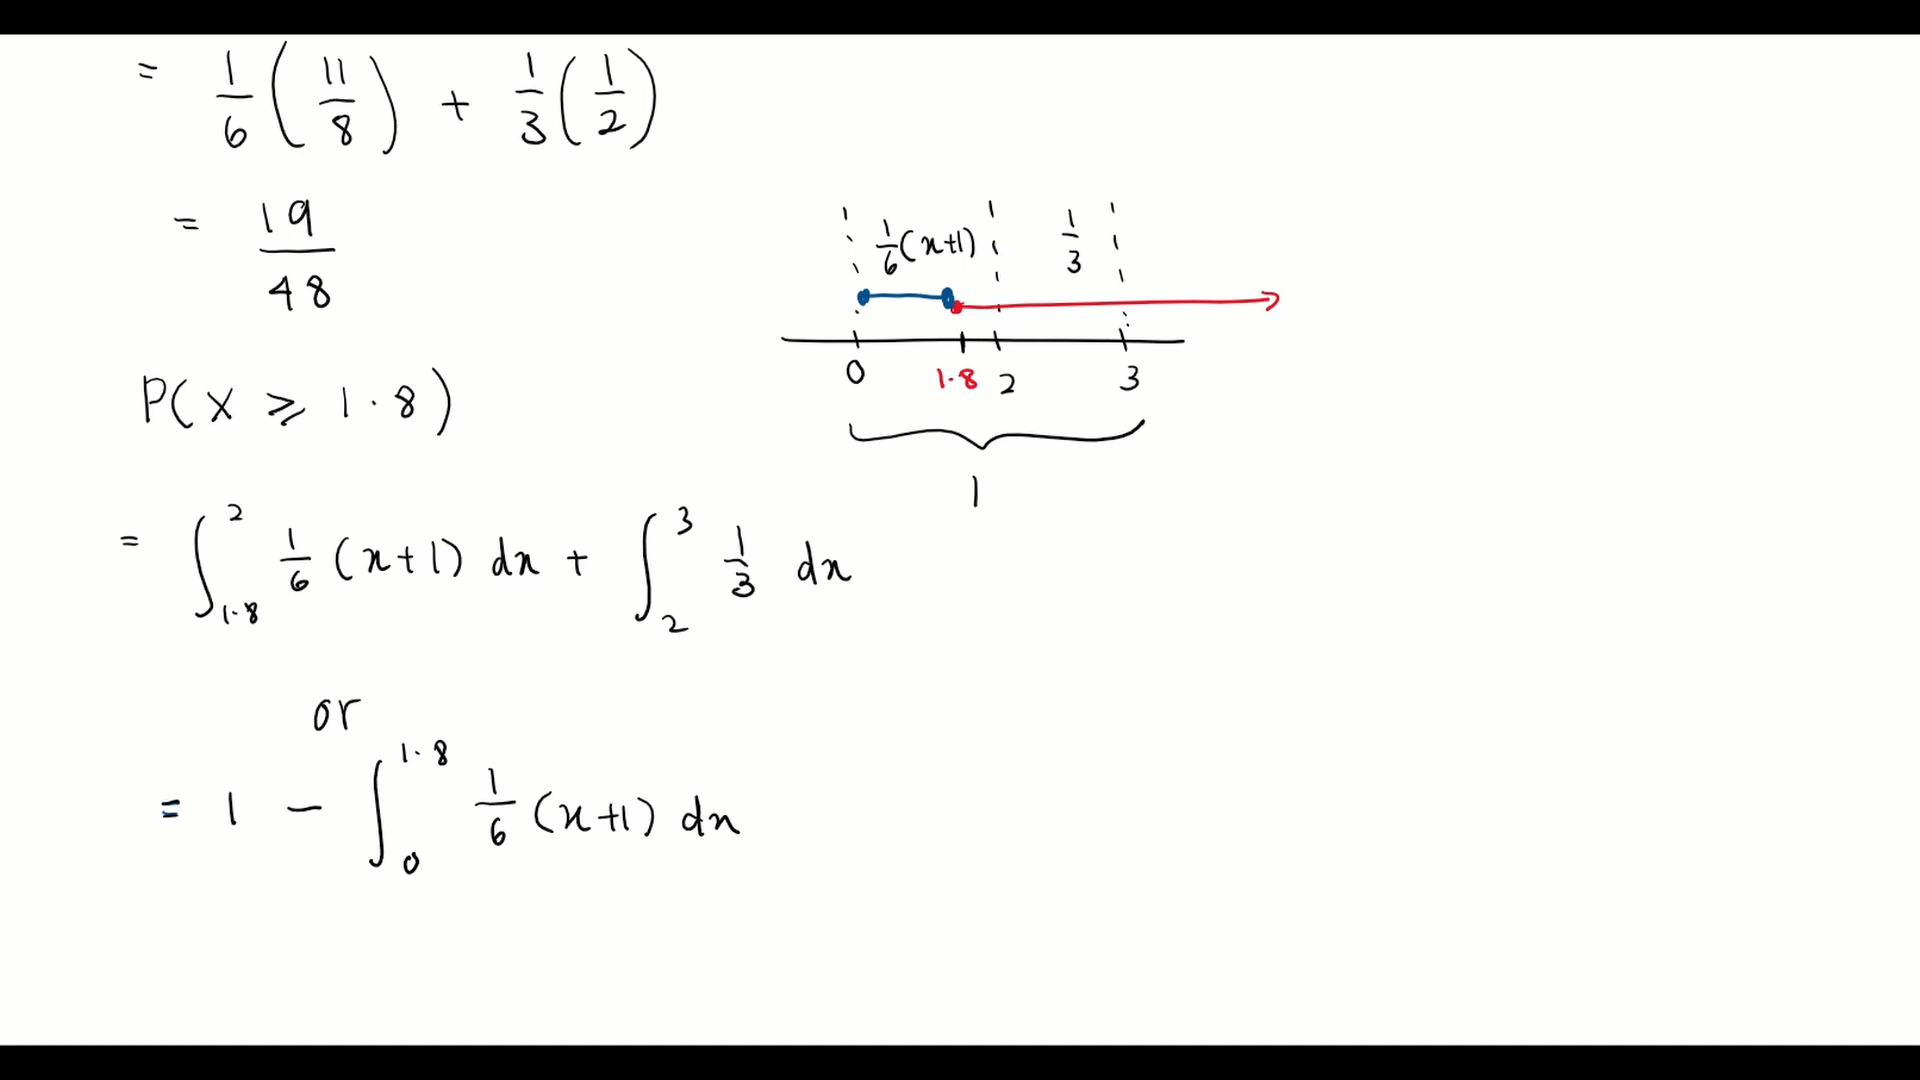 = 1/6 ( 11/8 ) + 1/3 ( 1/2 )
= 19/48
P( X ⩾ 1·8 )
= ∫_{1·8}^{2} 1/6 (x+1) dx + ∫_{2}^{3} 1/3 dx
or
= 1 − ∫_{0}^{1·8} 1/6 (x+1) dx
1/6 (x+1) 1/3
0 1·8 2 3
1